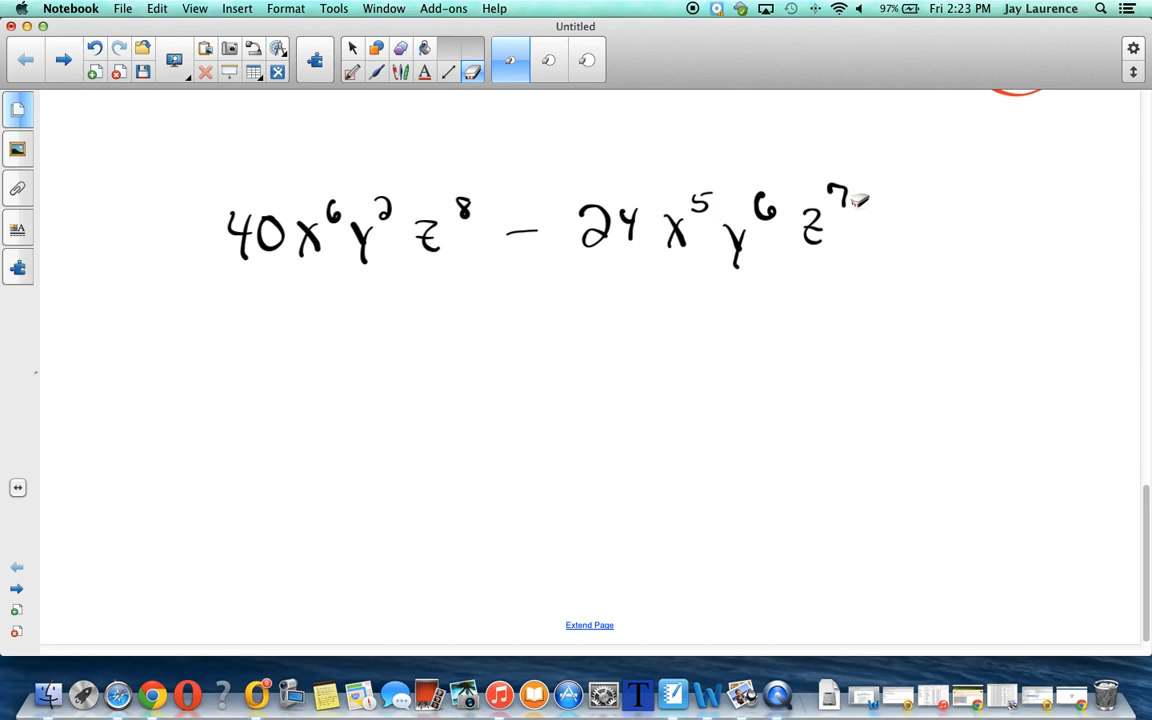 Notebook File Edit View Insert Format Tools Window Add-ons Help 97% Fri 2:23 PM Jay Laurence
Untitled
40x⁶y²z⁸ − 24x⁵y⁶z⁷
Extend Page